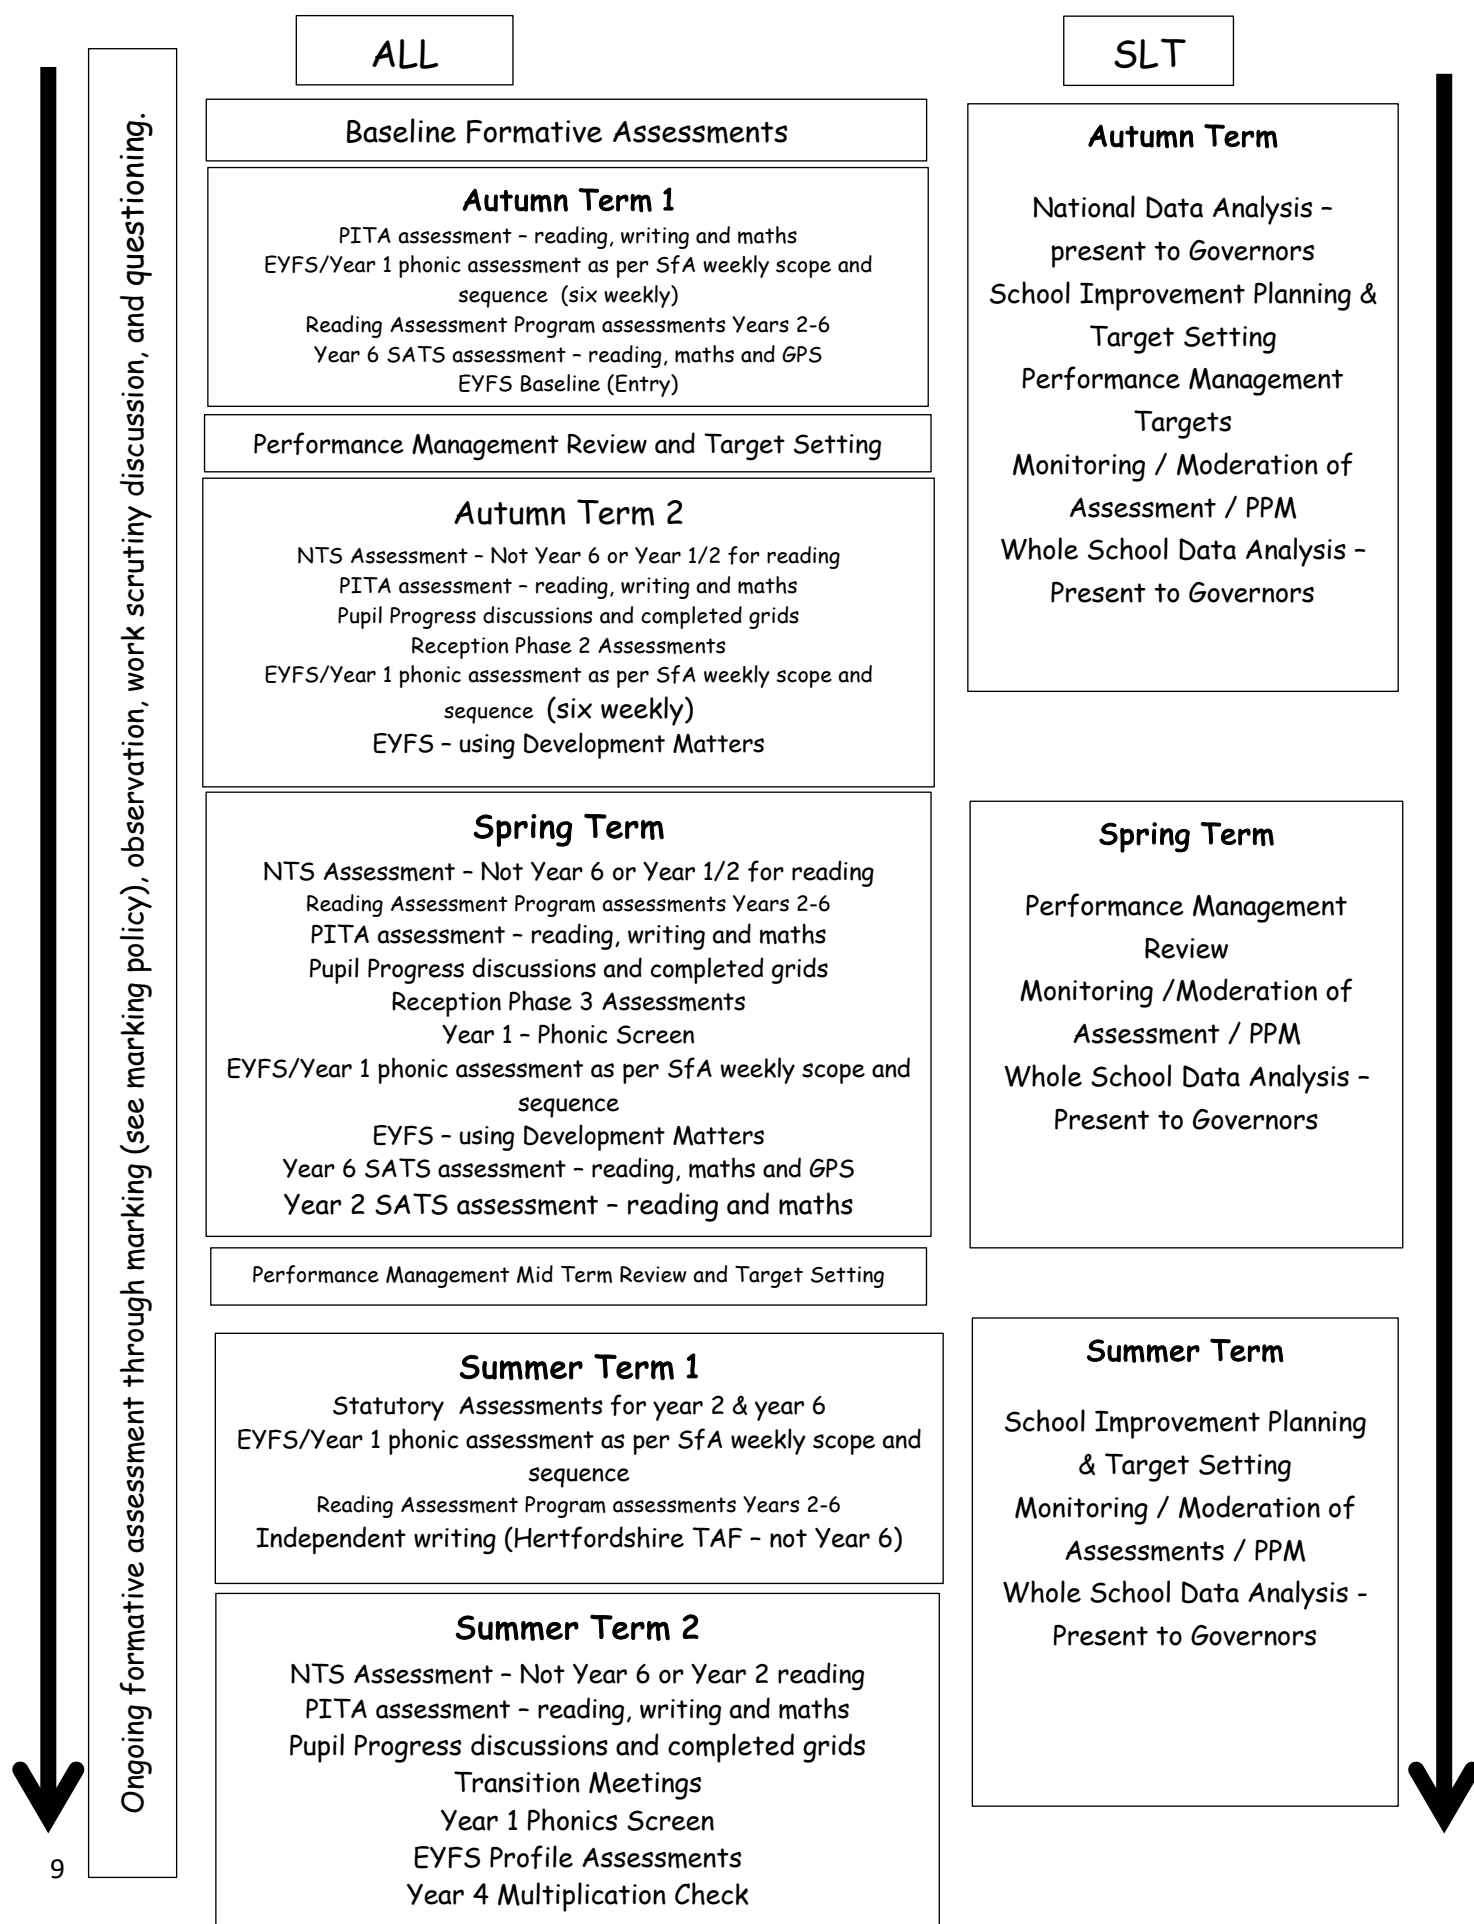 ALL
SLT
Ongoing formative assessment through marking (see marking policy), observation, work scrutiny discussion, and questioning.
Baseline Formative Assessments
Autumn Term 1
PITA assessment – reading, writing and maths
EYFS/Year 1 phonic assessment as per SfA weekly scope and
sequence (six weekly)
Reading Assessment Program assessments Years 2-6
Year 6 SATS assessment – reading, maths and GPS
EYFS Baseline (Entry)
Performance Management Review and Target Setting
Autumn Term 2
NTS Assessment – Not Year 6 or Year 1/2 for reading
PITA assessment – reading, writing and maths
Pupil Progress discussions and completed grids
Reception Phase 2 Assessments
EYFS/Year 1 phonic assessment as per SfA weekly scope and
sequence (six weekly)
EYFS – using Development Matters
Spring Term
NTS Assessment – Not Year 6 or Year 1/2 for reading
Reading Assessment Program assessments Years 2-6
PITA assessment – reading, writing and maths
Pupil Progress discussions and completed grids
Reception Phase 3 Assessments
Year 1 – Phonic Screen
EYFS/Year 1 phonic assessment as per SfA weekly scope and
sequence
EYFS – using Development Matters
Year 6 SATS assessment – reading, maths and GPS
Year 2 SATS assessment – reading and maths
Performance Management Mid Term Review and Target Setting
Summer Term 1
Statutory Assessments for year 2 & year 6
EYFS/Year 1 phonic assessment as per SfA weekly scope and
sequence
Reading Assessment Program assessments Years 2-6
Independent writing (Hertfordshire TAF – not Year 6)
Summer Term 2
NTS Assessment – Not Year 6 or Year 2 reading
PITA assessment – reading, writing and maths
Pupil Progress discussions and completed grids
Transition Meetings
Year 1 Phonics Screen
EYFS Profile Assessments
Year 4 Multiplication Check
Autumn Term
National Data Analysis –
present to Governors
School Improvement Planning &
Target Setting
Performance Management
Targets
Monitoring / Moderation of
Assessment / PPM
Whole School Data Analysis –
Present to Governors
Spring Term
Performance Management
Review
Monitoring /Moderation of
Assessment / PPM
Whole School Data Analysis –
Present to Governors
Summer Term
School Improvement Planning
& Target Setting
Monitoring / Moderation of
Assessments / PPM
Whole School Data Analysis -
Present to Governors
9